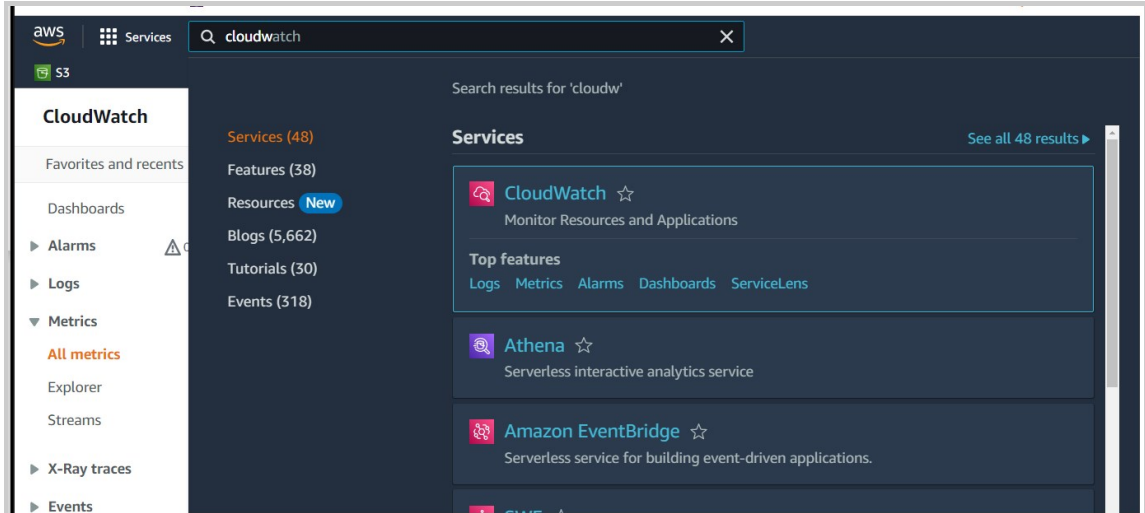 aws
Services
cloudwatch
S3
CloudWatch
Favorites and recents
Dashboards
Alarms
Logs
Metrics
All metrics
Explorer
Streams
X-Ray traces
Events
Search results for 'cloudw'
Services (48)
Features (38)
Resources New
Blogs (5,662)
Tutorials (30)
Events (318)
Services
See all 48 results
CloudWatch
Monitor Resources and Applications
Top features
Logs Metrics Alarms Dashboards ServiceLens
Athena
Serverless interactive analytics service
Amazon EventBridge
Serverless service for building event-driven applications.